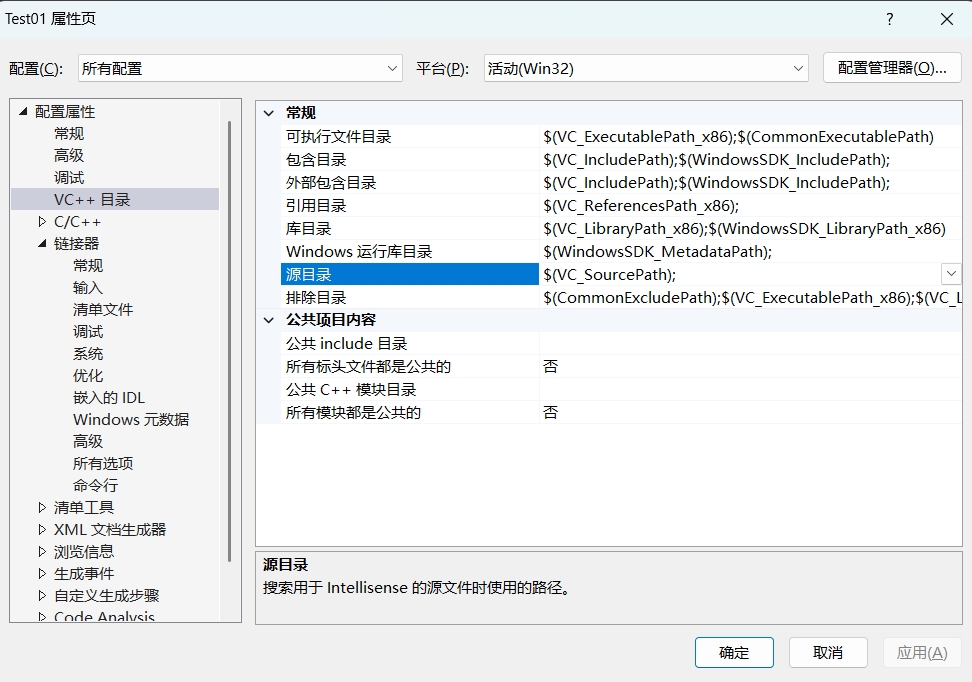 Test01 属性页
?
配置(C): 所有配置 平台(P): 活动(Win32) 配置管理器(O)...
配置属性
常规
高级
调试
VC++ 目录
C/C++
链接器
常规
输入
清单文件
调试
系统
优化
嵌入的 IDL
Windows 元数据
高级
所有选项
命令行
清单工具
XML 文档生成器
浏览信息
生成事件
自定义生成步骤
Code Analysis
常规
可执行文件目录 $(VC_ExecutablePath_x86);$(CommonExecutablePath)
包含目录 $(VC_IncludePath);$(WindowsSDK_IncludePath);
外部包含目录 $(VC_IncludePath);$(WindowsSDK_IncludePath);
引用目录 $(VC_ReferencesPath_x86);
库目录 $(VC_LibraryPath_x86);$(WindowsSDK_LibraryPath_x86)
Windows 运行库目录 $(WindowsSDK_MetadataPath);
源目录 $(VC_SourcePath);
排除目录 $(CommonExcludePath);$(VC_ExecutablePath_x86);$(VC_L
公共项目内容
公共 include 目录
所有标头文件都是公共的 否
公共 C++ 模块目录
所有模块都是公共的 否
源目录
搜索用于 Intellisense 的源文件时使用的路径。
确定 取消 应用(A)